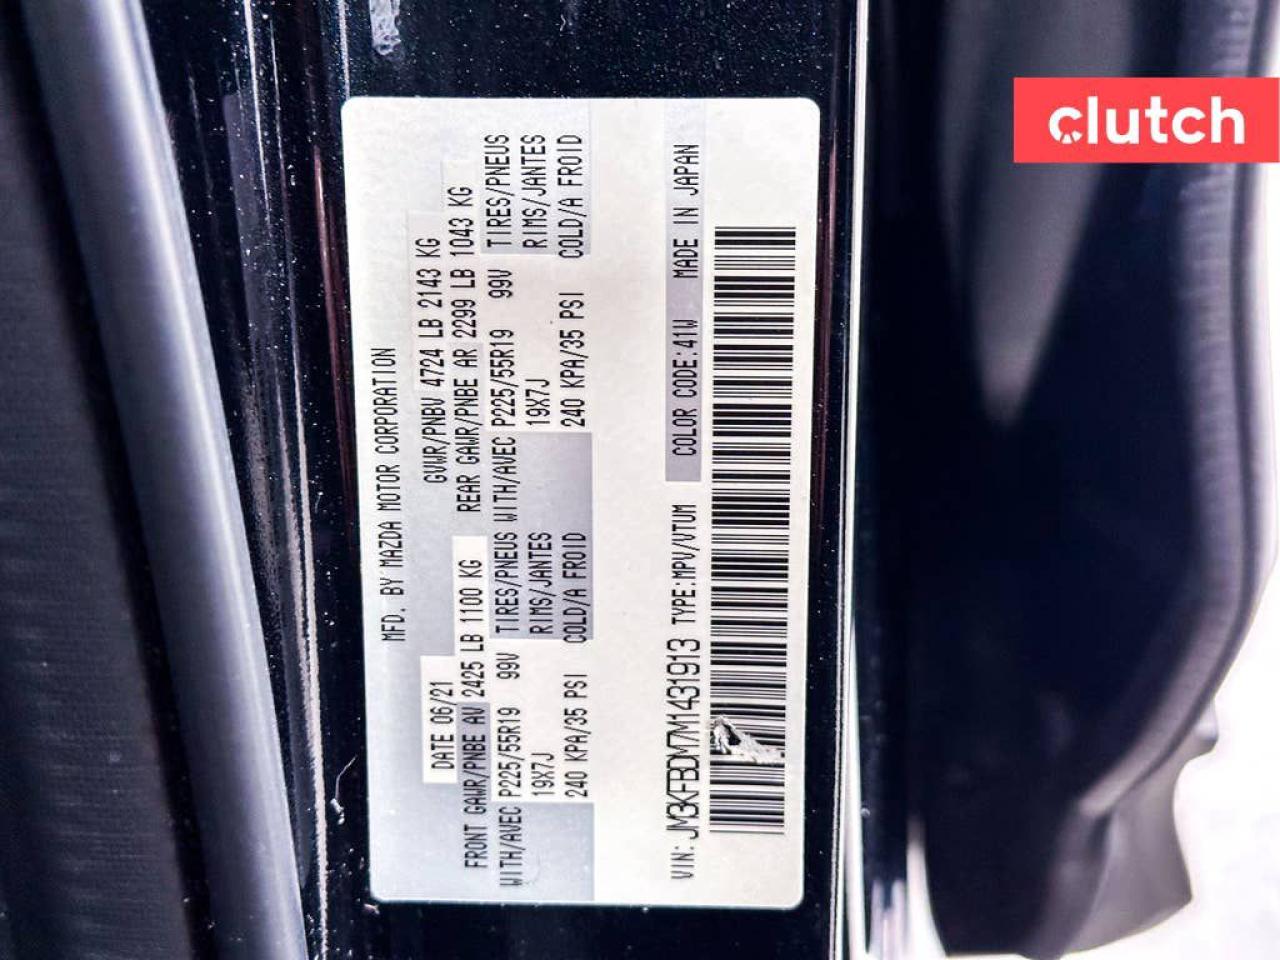 clutch
MFD. BY MAZDA MOTOR CORPORATION
DATE 06/21 GVWR/PNBV 4724 LB 2143 KG
FRONT GAWR/PNBE AV 2425 LB 1100 KG REAR GAWR/PNBE AR 2299 LB 1043 KG
WITH/AVEC P225/55R19 99V TIRES/PNEUS WITH/AVEC P225/55R19 99V TIRES/PNEUS
19X7J RIMS/JANTES 19X7J RIMS/JANTES
240 KPA/35 PSI COLD/A FROID 240 KPA/35 PSI COLD/A FROID
VIN: JM3KFBDM7M1431913 TYPE:MPV/VTUM COLOR CODE:41W MADE IN JAPAN